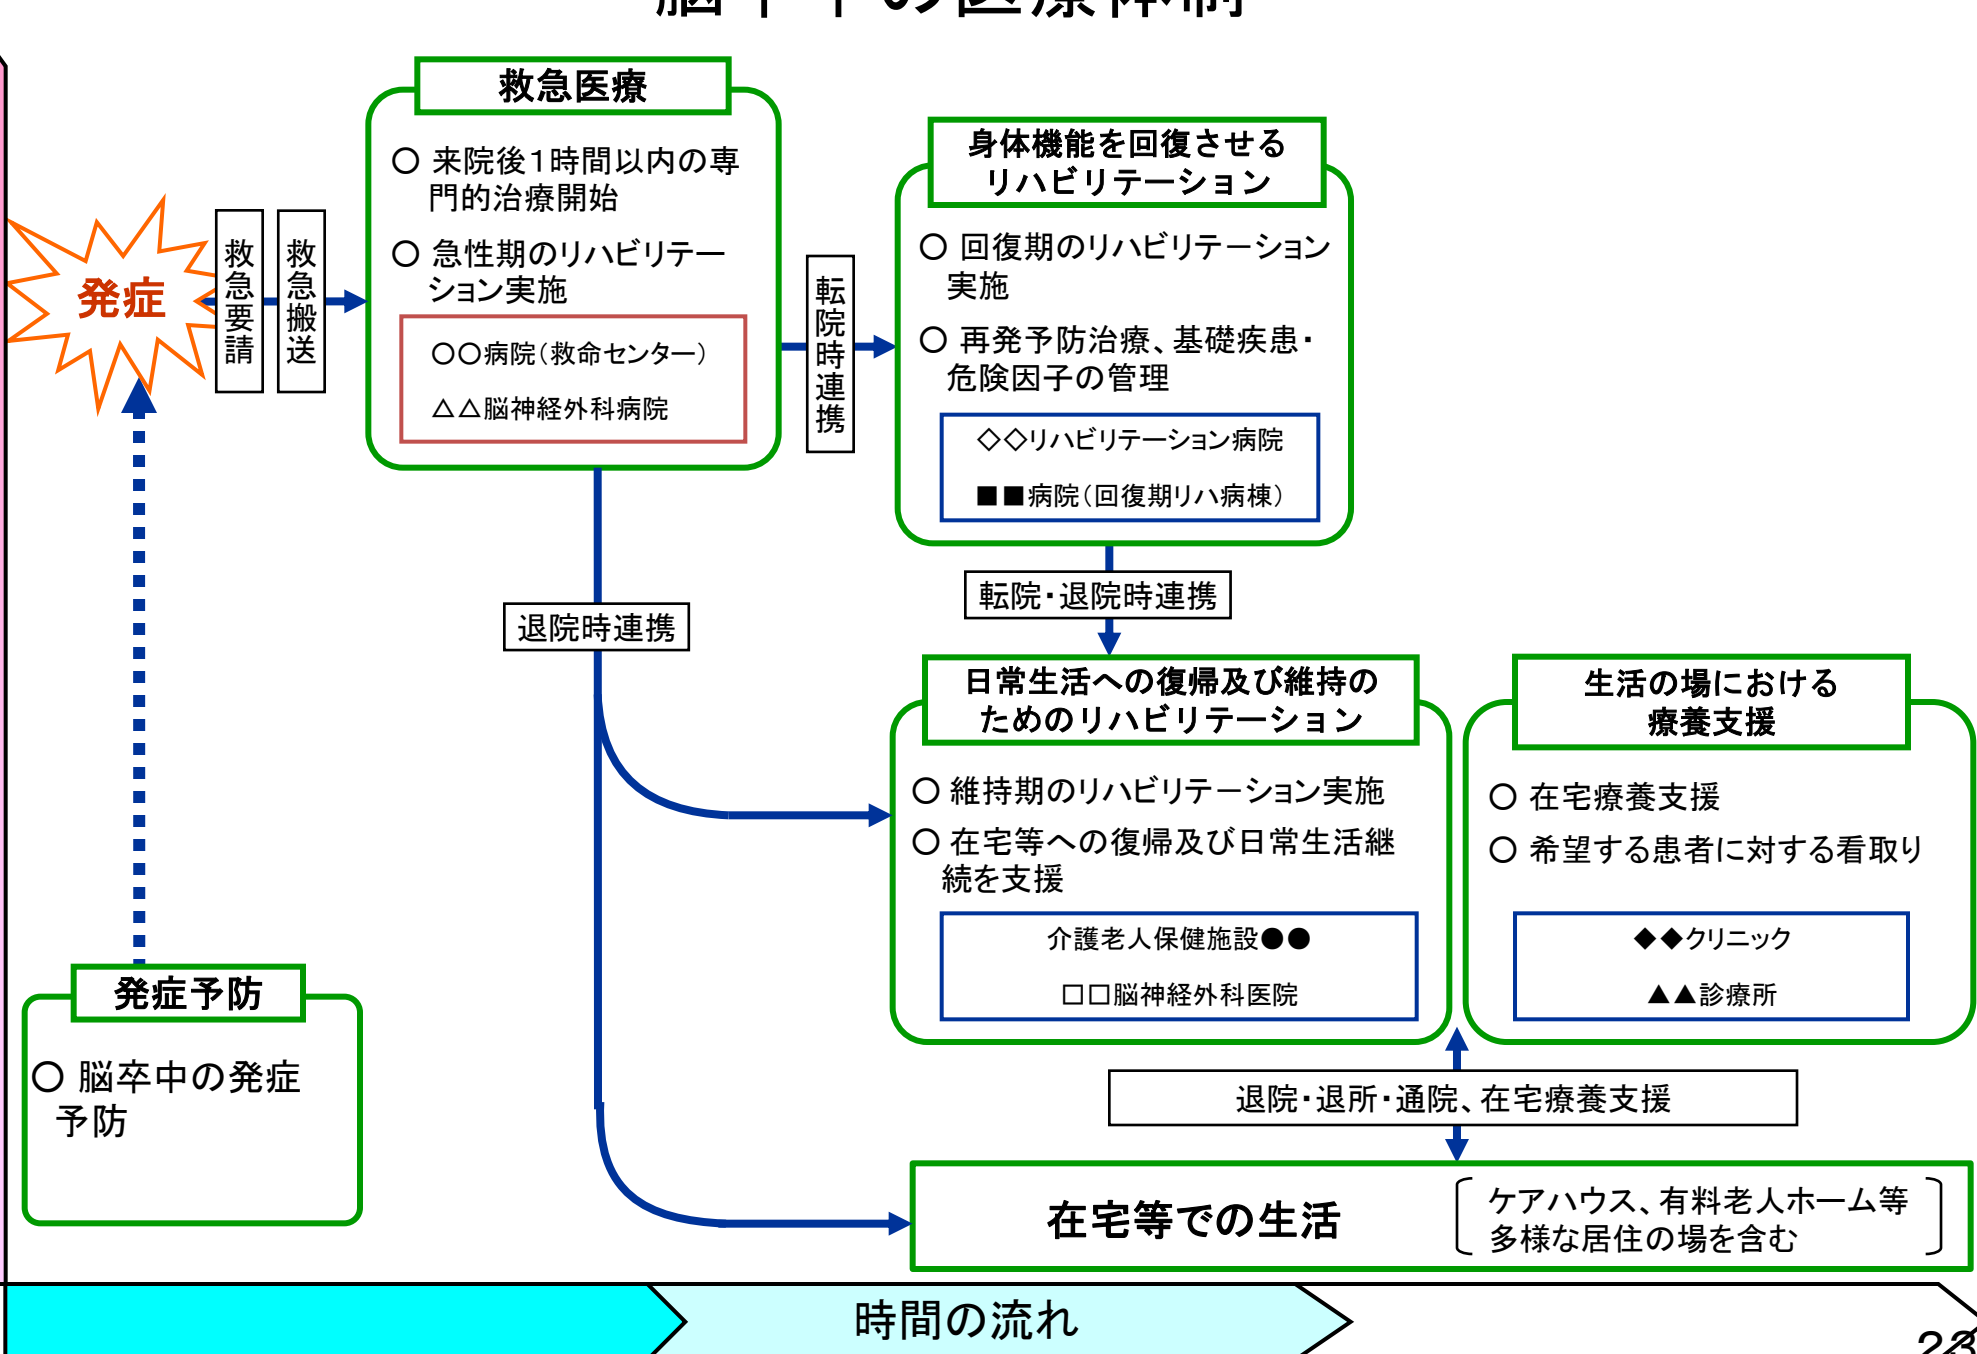 救急医療
○ 来院後１時間以内の専
門的治療開始
○ 急性期のリハビリテー
ション実施
○○病院（救命センター）
△△脳神経外科病院
発症
救急要請
救急搬送
転院時連携
身体機能を回復させる
リハビリテーション
○ 回復期のリハビリテーション
実施
○ 再発予防治療、基礎疾患・
危険因子の管理
◇◇リハビリテーション病院
■■病院（回復期リハ病棟）
転院・退院時連携
退院時連携
日常生活への復帰及び維持の
ためのリハビリテーション
○ 維持期のリハビリテーション実施
○ 在宅等への復帰及び日常生活継
続を支援
介護老人保健施設●●
□□脳神経外科医院
生活の場における
療養支援
○ 在宅療養支援
○ 希望する患者に対する看取り
◆◆クリニック
▲▲診療所
発症予防
○ 脳卒中の発症
予防
退院・退所・通院、在宅療養支援
在宅等での生活
ケアハウス、有料老人ホーム等
多様な居住の場を含む
時間の流れ